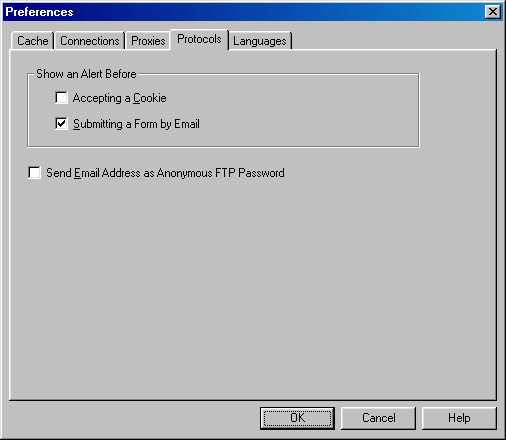 Preferences
Cache Connections Proxies Protocols Languages
Show an Alert Before
Accepting a Cookie
Submitting a Form by Email
Send Email Address as Anonymous FTP Password
OK Cancel Help